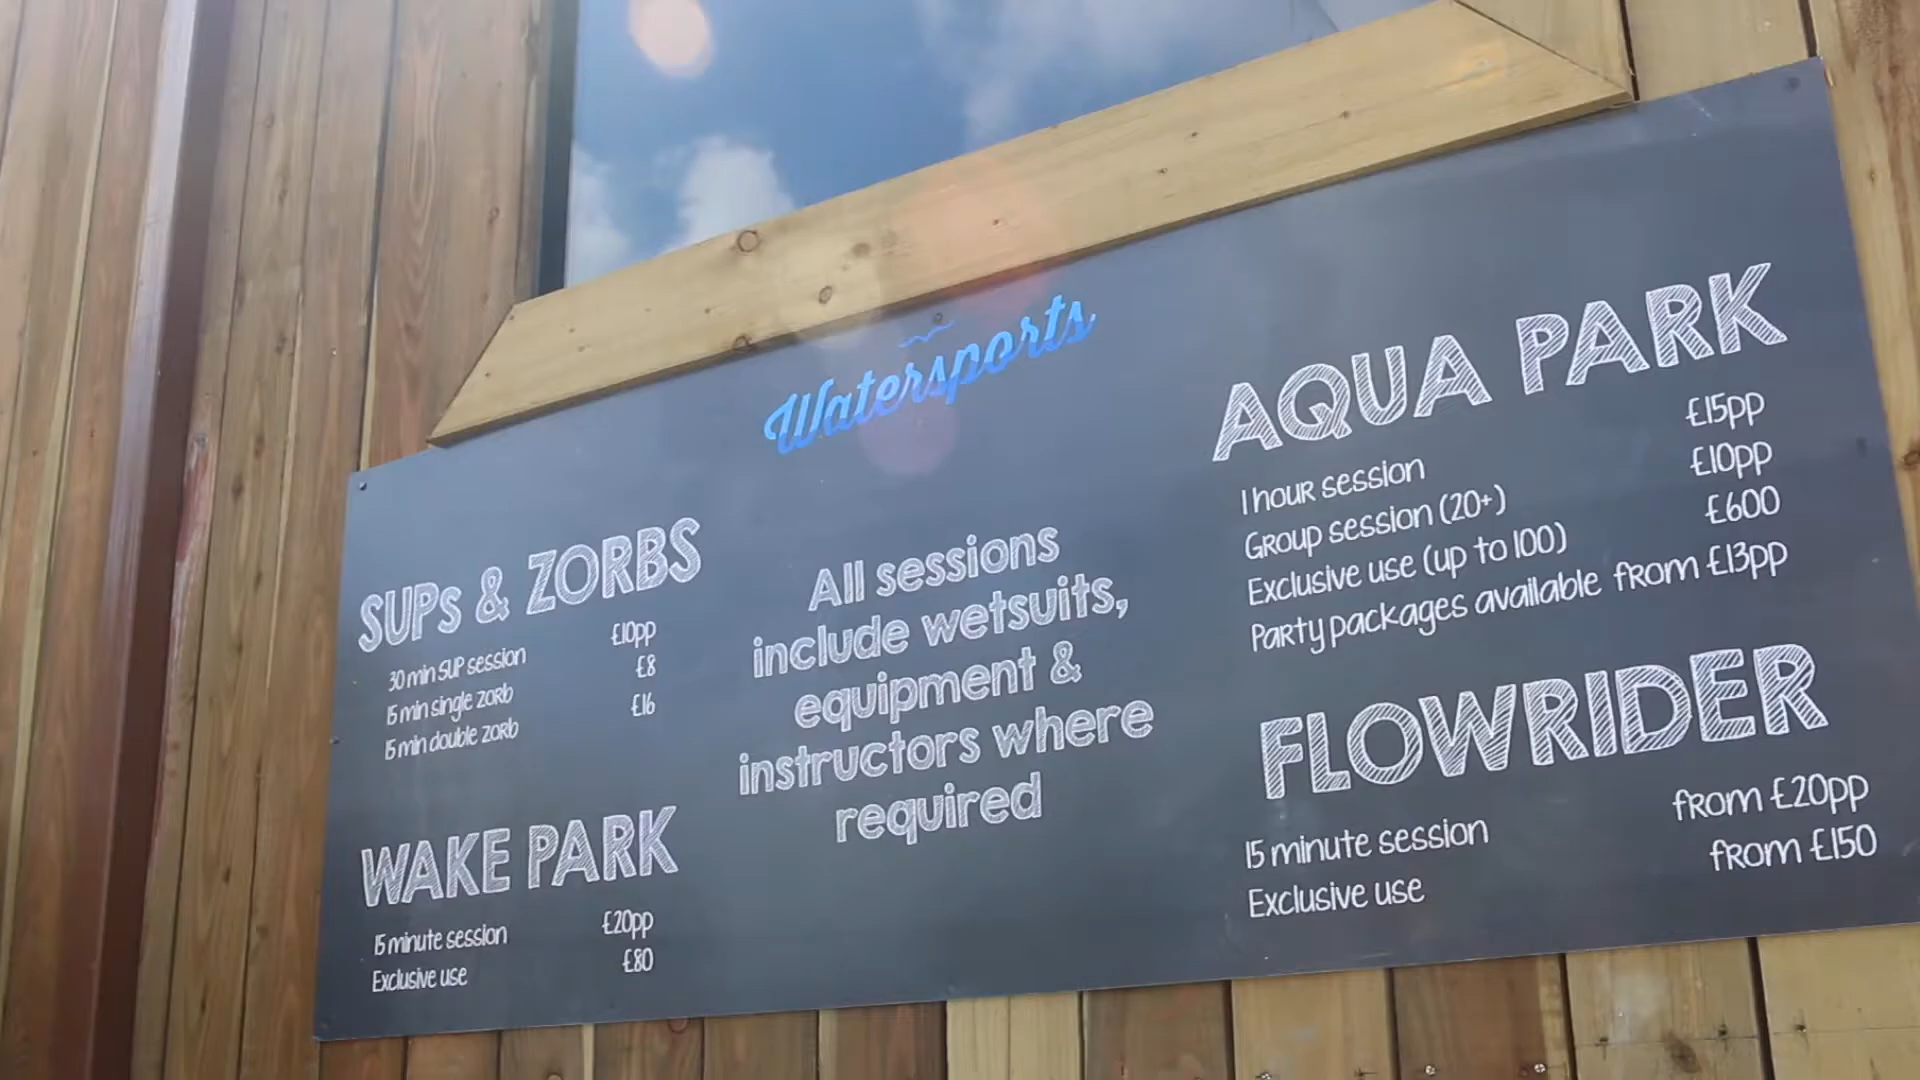 Watersports
SUPs & ZORBS
30 min SUP session £10pp
15 min single zorb £8
15 min double zorb £16
WAKE PARK
15 minute session £20pp
Exclusive use £80
All sessions
include wetsuits,
equipment &
instructors where
required
AQUA PARK
1 hour session £15pp
Group session (20+) £10pp
Exclusive use (up to 100) £600
Party packages available from £13pp
FLOWRIDER
15 minute session from £20pp
Exclusive use from £150